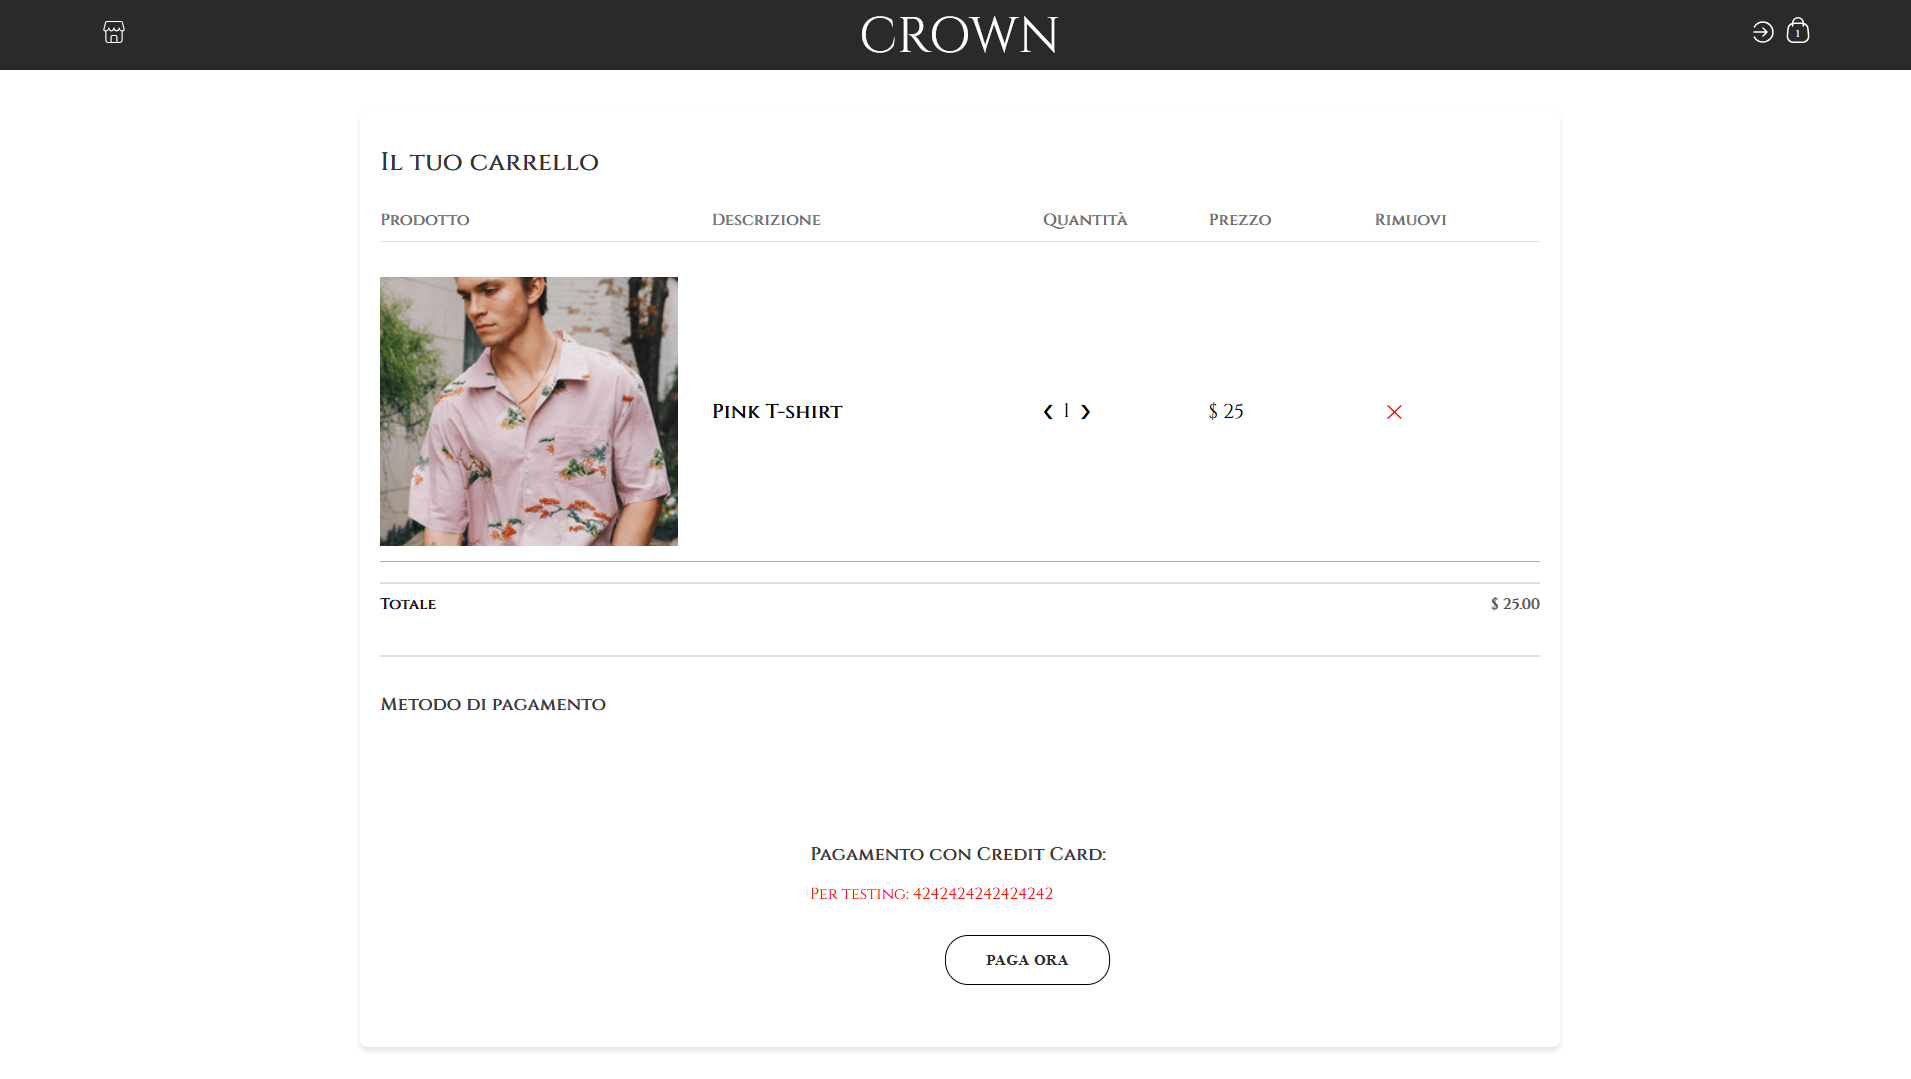 CROWN
1
Il tuo carrello
Prodotto Descrizione Quantità Prezzo Rimuovi
Pink T-shirt ❮ 1 ❯ $ 25
Totale $ 25.00
Metodo di pagamento
Pagamento con Credit Card:
Per testing: 4242424242424242
PAGA ORA